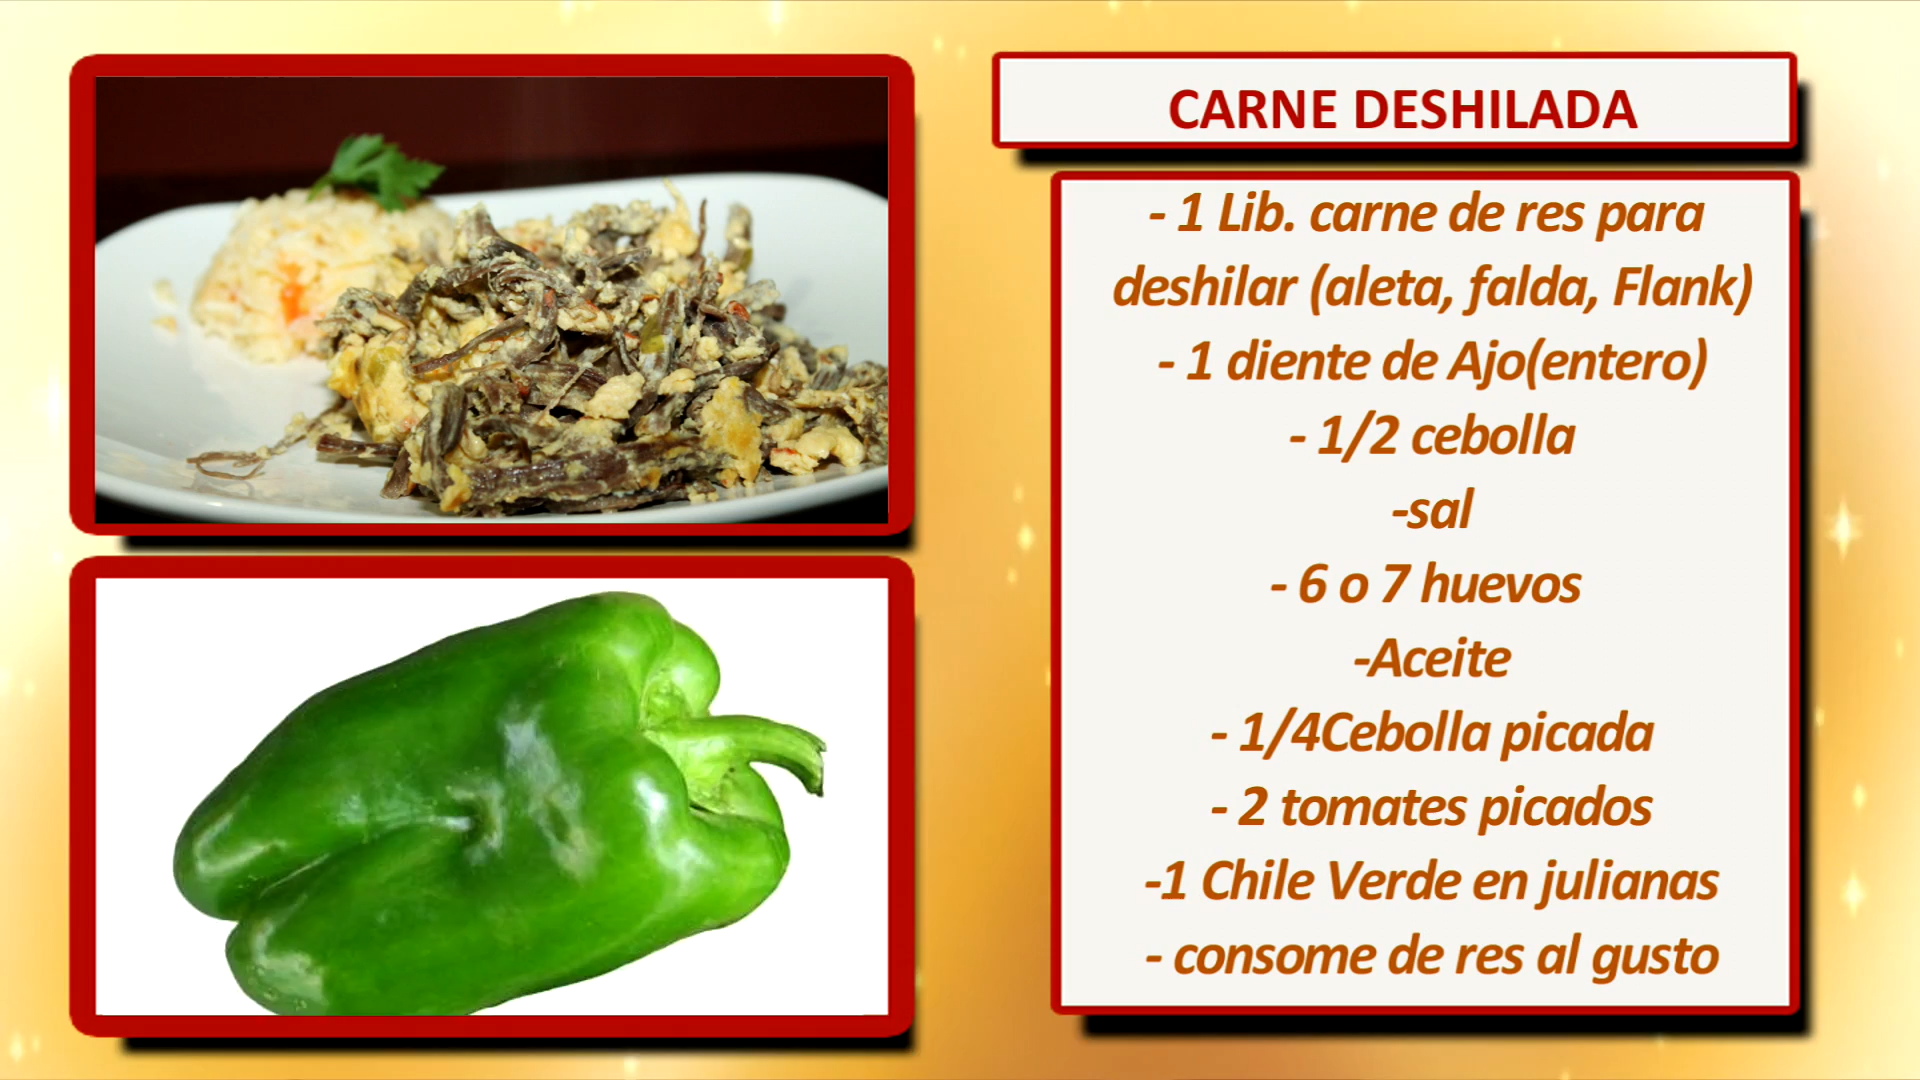 CARNE DESHILADA
- 1 Lib. carne de res para
deshilar (aleta, falda, Flank)
- 1 diente de Ajo(entero)
- 1/2 cebolla
-sal
- 6 o 7 huevos
-Aceite
- 1/4Cebolla picada
- 2 tomates picados
-1 Chile Verde en julianas
- consome de res al gusto